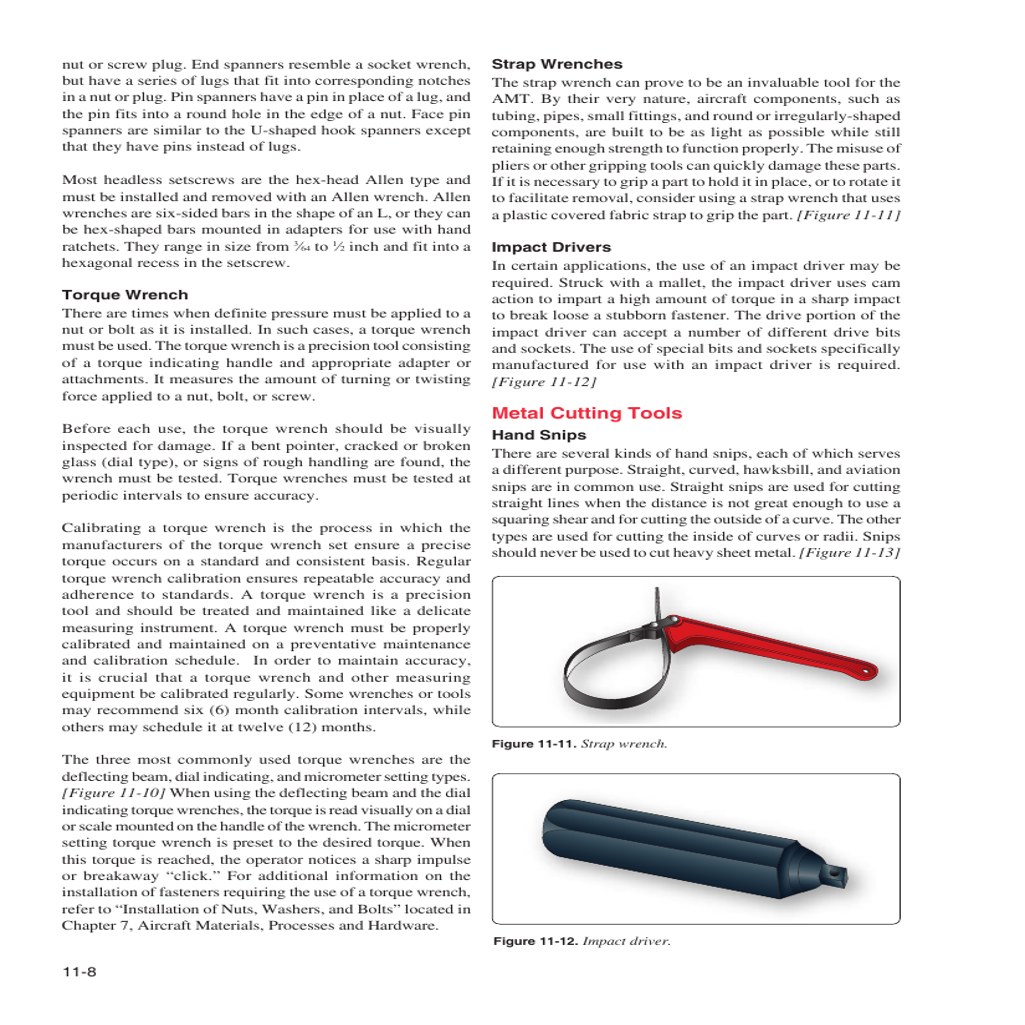 nut or screw plug. End spanners resemble a socket wrench,
but have a series of lugs that fit into corresponding notches
in a nut or plug. Pin spanners have a pin in place of a lug, and
the pin fits into a round hole in the edge of a nut. Face pin
spanners are similar to the U-shaped hook spanners except
that they have pins instead of lugs.
Most headless setscrews are the hex-head Allen type and
must be installed and removed with an Allen wrench. Allen
wrenches are six-sided bars in the shape of an L, or they can
be hex-shaped bars mounted in adapters for use with hand
ratchets. They range in size from 3⁄64 to 1⁄2 inch and fit into a
hexagonal recess in the setscrew.
Torque Wrench
There are times when definite pressure must be applied to a
nut or bolt as it is installed. In such cases, a torque wrench
must be used. The torque wrench is a precision tool consisting
of a torque indicating handle and appropriate adapter or
attachments. It measures the amount of turning or twisting
force applied to a nut, bolt, or screw.
Before each use, the torque wrench should be visually
inspected for damage. If a bent pointer, cracked or broken
glass (dial type), or signs of rough handling are found, the
wrench must be tested. Torque wrenches must be tested at
periodic intervals to ensure accuracy.
Calibrating a torque wrench is the process in which the
manufacturers of the torque wrench set ensure a precise
torque occurs on a standard and consistent basis. Regular
torque wrench calibration ensures repeatable accuracy and
adherence to standards. A torque wrench is a precision
tool and should be treated and maintained like a delicate
measuring instrument. A torque wrench must be properly
calibrated and maintained on a preventative maintenance
and calibration schedule.  In order to maintain accuracy,
it is crucial that a torque wrench and other measuring
equipment be calibrated regularly. Some wrenches or tools
may recommend six (6) month calibration intervals, while
others may schedule it at twelve (12) months.
The three most commonly used torque wrenches are the
deflecting beam, dial indicating, and micrometer setting types.
[Figure 11-10] When using the deflecting beam and the dial
indicating torque wrenches, the torque is read visually on a dial
or scale mounted on the handle of the wrench. The micrometer
setting torque wrench is preset to the desired torque. When
this torque is reached, the operator notices a sharp impulse
or breakaway “click.” For additional information on the
installation of fasteners requiring the use of a torque wrench,
refer to “Installation of Nuts, Washers, and Bolts” located in
Chapter 7, Aircraft Materials, Processes and Hardware.
Strap Wrenches
The strap wrench can prove to be an invaluable tool for the
AMT. By their very nature, aircraft components, such as
tubing, pipes, small fittings, and round or irregularly-shaped
components, are built to be as light as possible while still
retaining enough strength to function properly. The misuse of
pliers or other gripping tools can quickly damage these parts.
If it is necessary to grip a part to hold it in place, or to rotate it
to facilitate removal, consider using a strap wrench that uses
a plastic covered fabric strap to grip the part. [Figure 11-11]
Impact Drivers
In certain applications, the use of an impact driver may be
required. Struck with a mallet, the impact driver uses cam
action to impart a high amount of torque in a sharp impact
to break loose a stubborn fastener. The drive portion of the
impact driver can accept a number of different drive bits
and sockets. The use of special bits and sockets specifically
manufactured for use with an impact driver is required.
[Figure 11-12]
Metal Cutting Tools
Hand Snips
There are several kinds of hand snips, each of which serves
a different purpose. Straight, curved, hawksbill, and aviation
snips are in common use. Straight snips are used for cutting
straight lines when the distance is not great enough to use a
squaring shear and for cutting the outside of a curve. The other
types are used for cutting the inside of curves or radii. Snips
should never be used to cut heavy sheet metal. [Figure 11-13]
Figure 11-11. Strap wrench.
Figure 11-12. Impact driver.
11-8